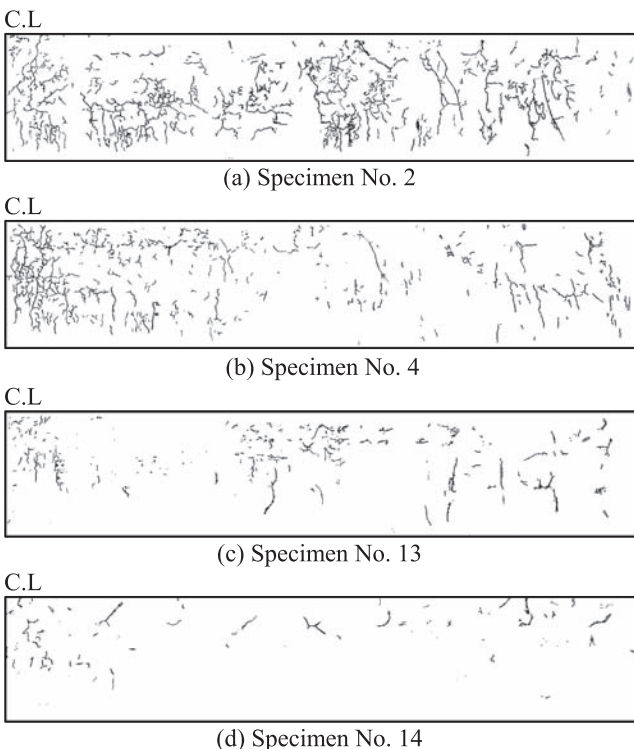 C.L
(a) Specimen No. 2
C.L
(b) Specimen No. 4
C.L
(c) Specimen No. 13
C.L
(d) Specimen No. 14